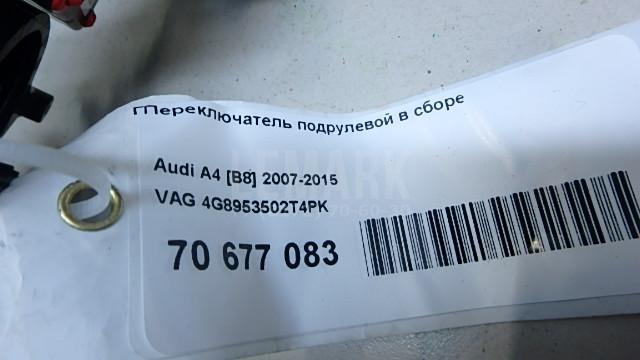 Переключатель подрулевой в сборе
Audi A4 [B8] 2007-2015
VAG 4G8953502T4PK
70 677 083